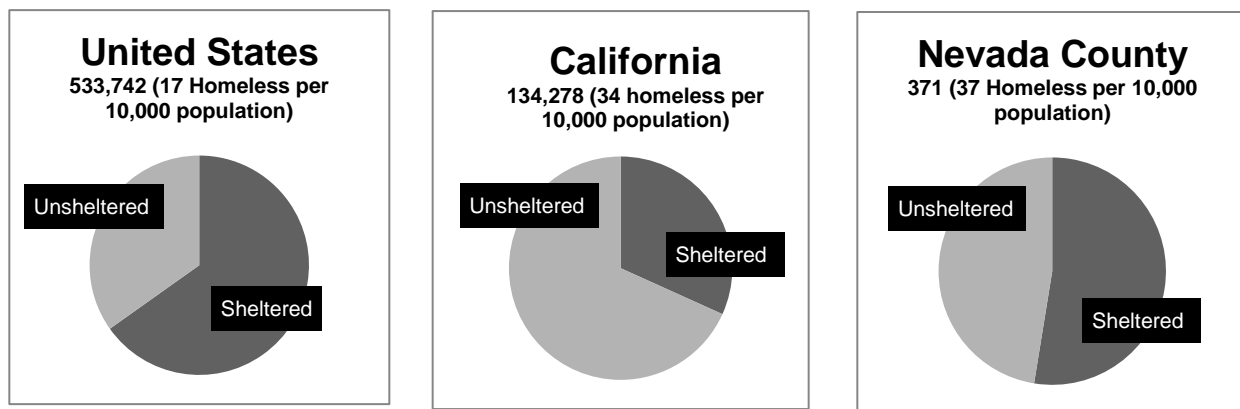 United States
533,742 (17 Homeless per
10,000 population)
Unsheltered
Sheltered
California
134,278 (34 homeless per
10,000 population)
Unsheltered
Sheltered
Nevada County
371 (37 Homeless per 10,000
population)
Unsheltered
Sheltered